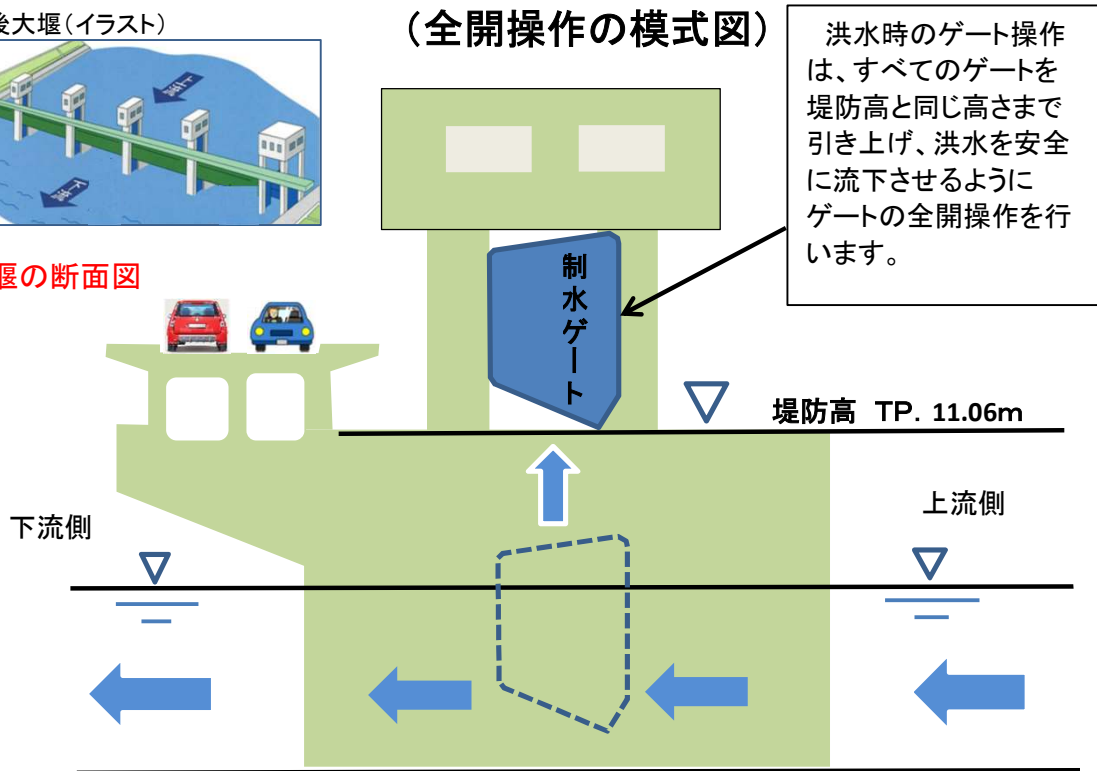 後大堰(イラスト)
(全開操作の模式図)
上流
下流
洪水時のゲート操作
は、すべてのゲートを
堤防高と同じ高さまで
引き上げ、洪水を安全
に流下させるように
ゲートの全開操作を行
います。
堰の断面図
制水ゲート
堤防高 TP. 11.06m
下流側
上流側